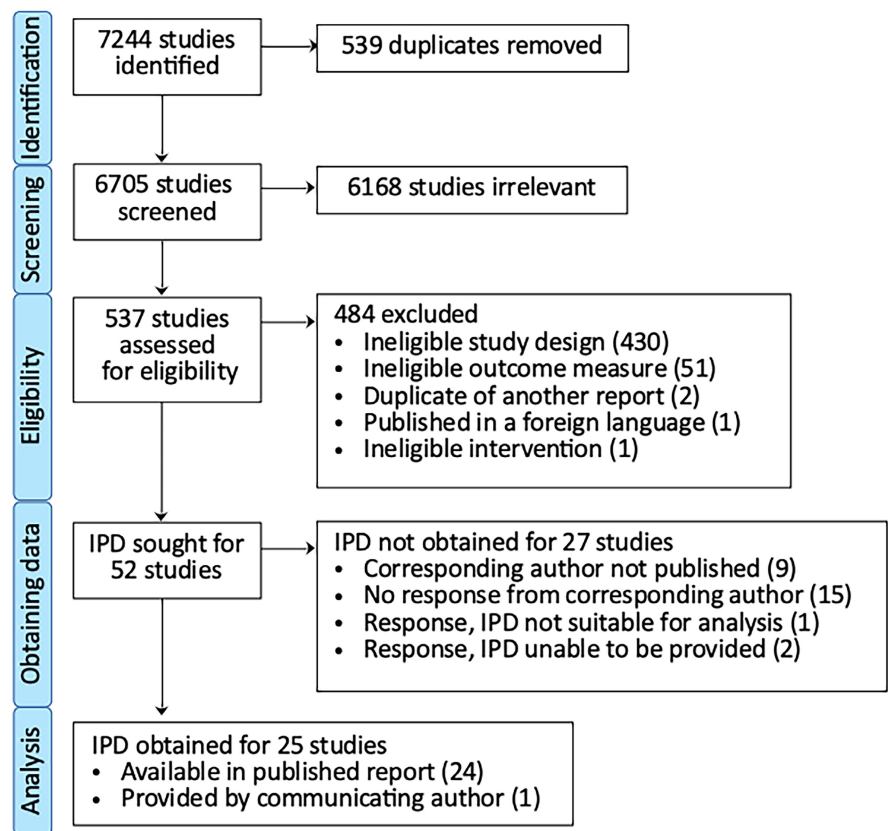 Identification
7244 studies
identified
539 duplicates removed
Screening
6705 studies
screened
6168 studies irrelevant
Eligibility
537 studies
assessed
for eligibility
484 excluded
• Ineligible study design (430)
• Ineligible outcome measure (51)
• Duplicate of another report (2)
• Published in a foreign language (1)
• Ineligible intervention (1)
Obtaining data
IPD sought for
52 studies
IPD not obtained for 27 studies
• Corresponding author not published (9)
• No response from corresponding author (15)
• Response, IPD not suitable for analysis (1)
• Response, IPD unable to be provided (2)
Analysis
IPD obtained for 25 studies
• Available in published report (24)
• Provided by communicating author (1)